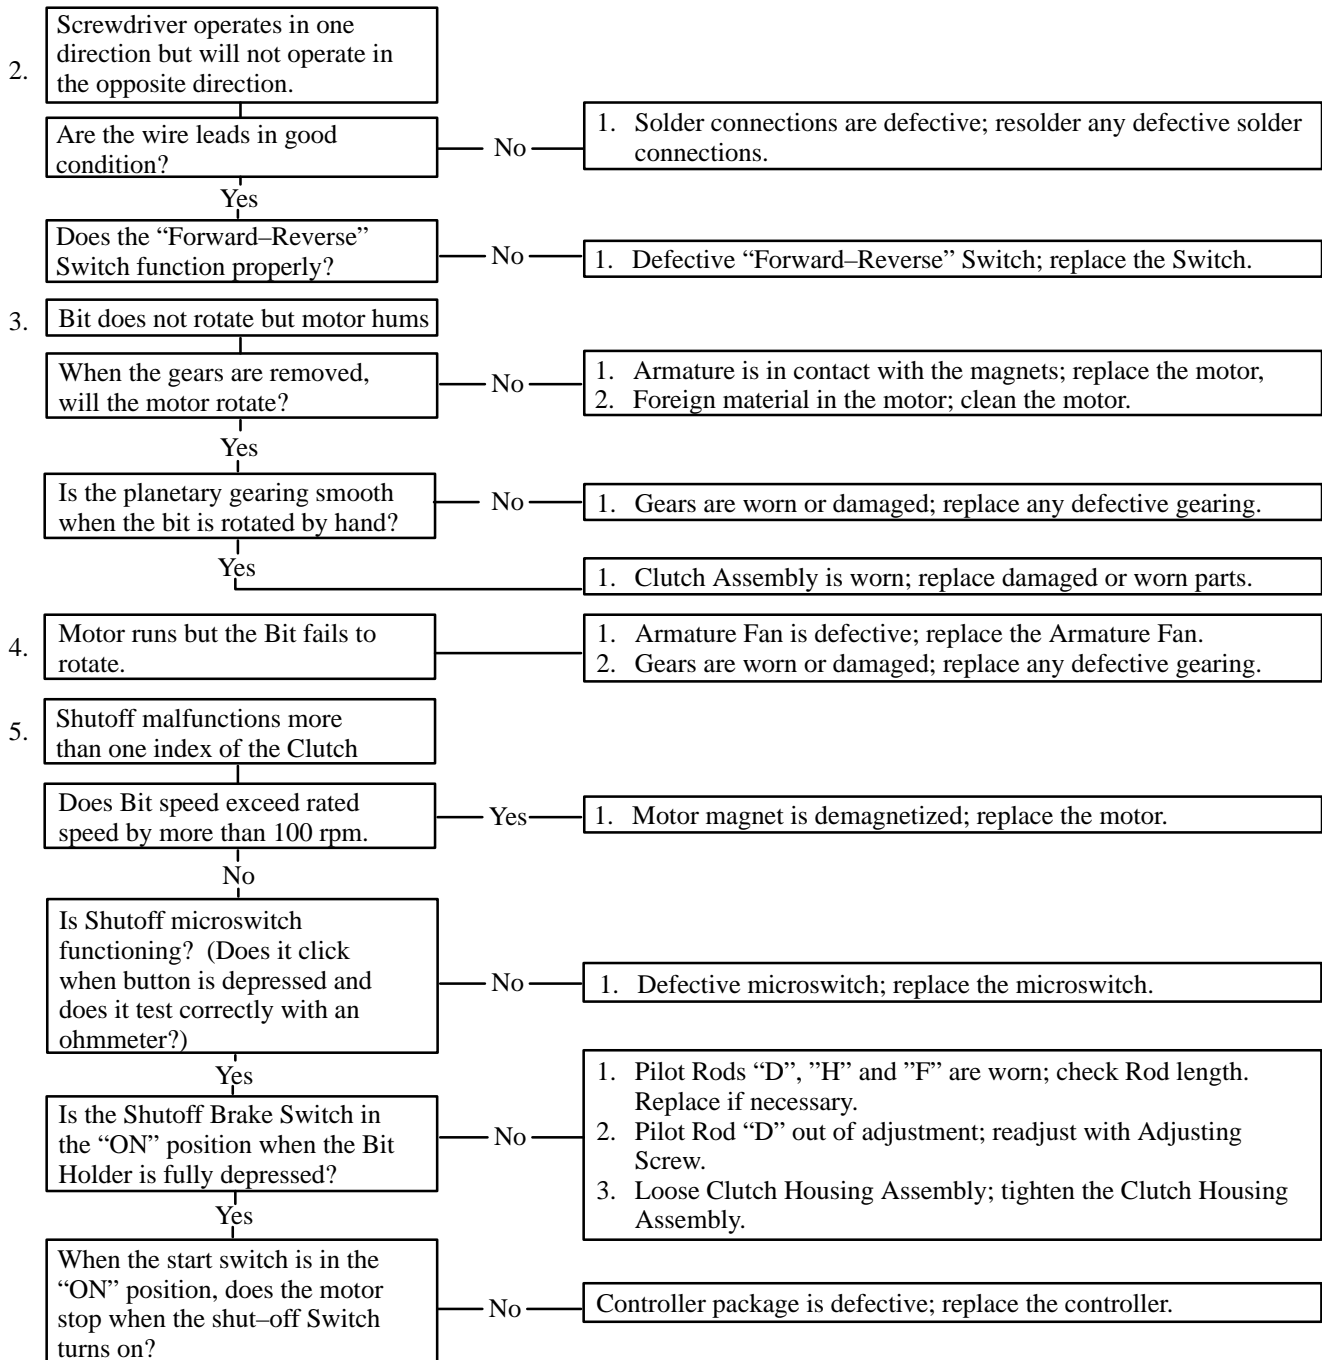 2.
Screwdriver operates in one
direction but will not operate in
the opposite direction.
Are the wire leads in good
condition?
No
1. Solder connections are defective; resolder any defective solder
connections.
Yes
Does the “Forward–Reverse”
Switch function properly?
No
1. Defective “Forward–Reverse” Switch; replace the Switch.
3.
Bit does not rotate but motor hums
When the gears are removed,
will the motor rotate?
No
1. Armature is in contact with the magnets; replace the motor,
2. Foreign material in the motor; clean the motor.
Yes
Is the planetary gearing smooth
when the bit is rotated by hand?
No
1. Gears are worn or damaged; replace any defective gearing.
Yes
1. Clutch Assembly is worn; replace damaged or worn parts.
4.
Motor runs but the Bit fails to
rotate.
1. Armature Fan is defective; replace the Armature Fan.
2. Gears are worn or damaged; replace any defective gearing.
5.
Shutoff malfunctions more
than one index of the Clutch
Does Bit speed exceed rated
speed by more than 100 rpm.
Yes
1. Motor magnet is demagnetized; replace the motor.
No
Is Shutoff microswitch
functioning? (Does it click
when button is depressed and
does it test correctly with an
ohmmeter?)
No
1. Defective microswitch; replace the microswitch.
Yes
Is the Shutoff Brake Switch in
the “ON” position when the Bit
Holder is fully depressed?
No
1. Pilot Rods “D”, ”H” and ”F” are worn; check Rod length.
Replace if necessary.
2. Pilot Rod “D” out of adjustment; readjust with Adjusting
Screw.
3. Loose Clutch Housing Assembly; tighten the Clutch Housing
Assembly.
Yes
When the start switch is in the
“ON” position, does the motor
stop when the shut–off Switch
turns on?
No
Controller package is defective; replace the controller.